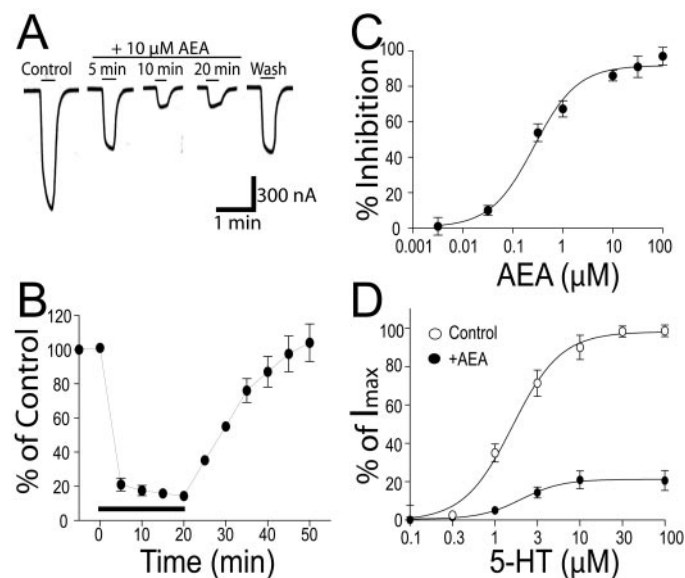 A
+ 10 µM AEA
Control 5 min 10 min 20 min Wash
300 nA
1 min
B
% of Control
120
100
80
60
40
20
0
0 10 20 30 40 50
Time (min)
C
% Inhibition
100
80
60
40
20
0
0.001 0.01 0.1 1 10 100
AEA (µM)
D
Control
+AEA
% of Imax
100
80
60
40
20
0
0.1 0.3 1 3 10 30 100
5-HT (µM)